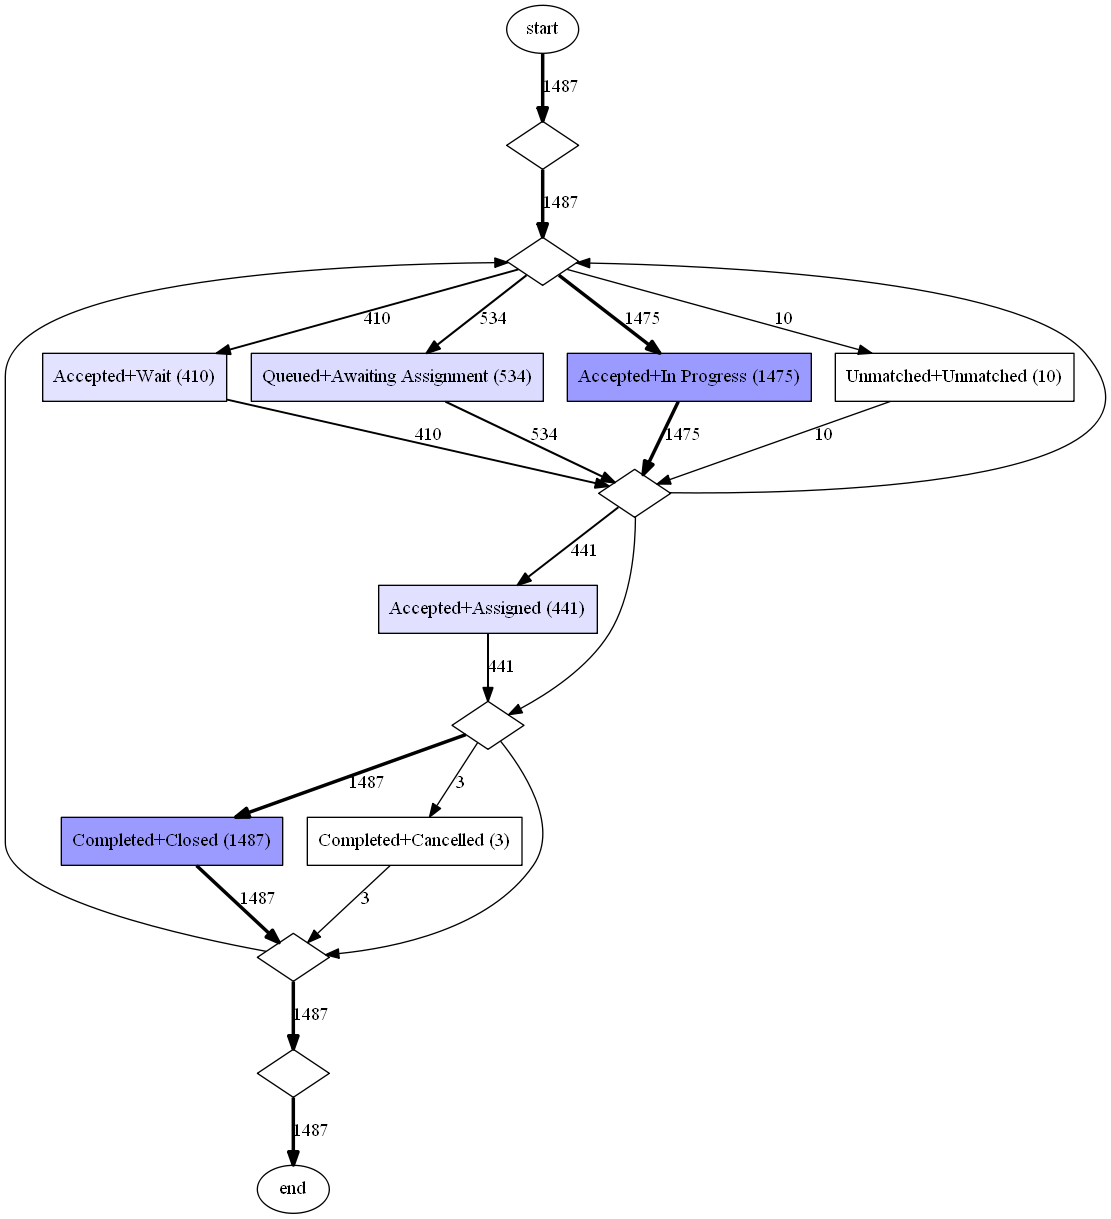 start
1487
1487
410
534
1475
10
Accepted+Wait (410)
Queued+Awaiting Assignment (534)
Accepted+In Progress (1475)
Unmatched+Unmatched (10)
410
534
1475
10
441
Accepted+Assigned (441)
441
1487
3
Completed+Closed (1487)
Completed+Cancelled (3)
1487
3
1487
1487
end